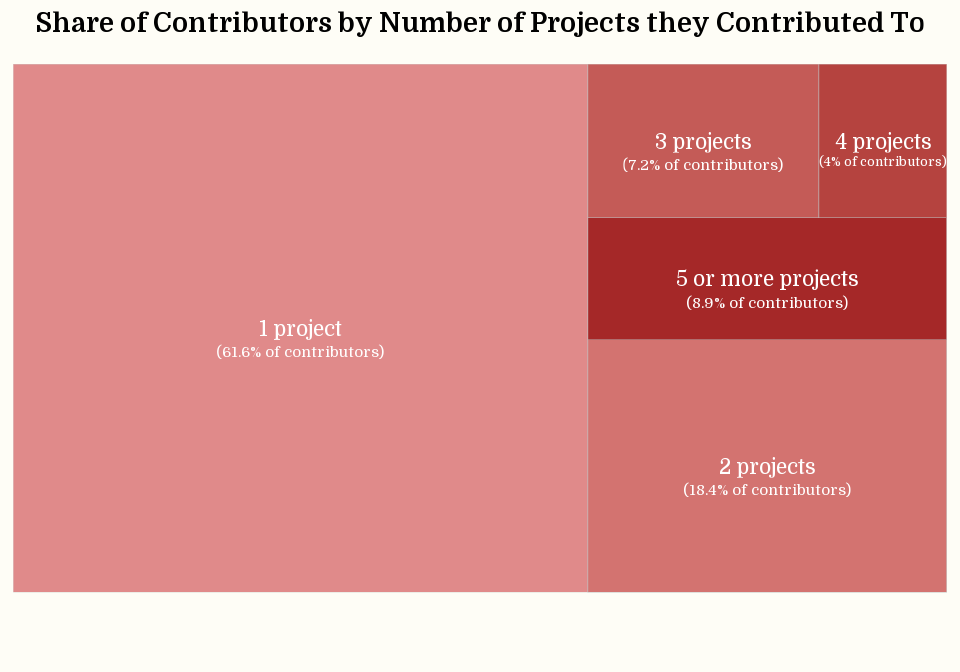 Share of Contributors by Number of Projects they Contributed To
3 projects
(7.2% of contributors)
4 projects
(4% of contributors)
5 or more projects
(8.9% of contributors)
1 project
(61.6% of contributors)
2 projects
(18.4% of contributors)